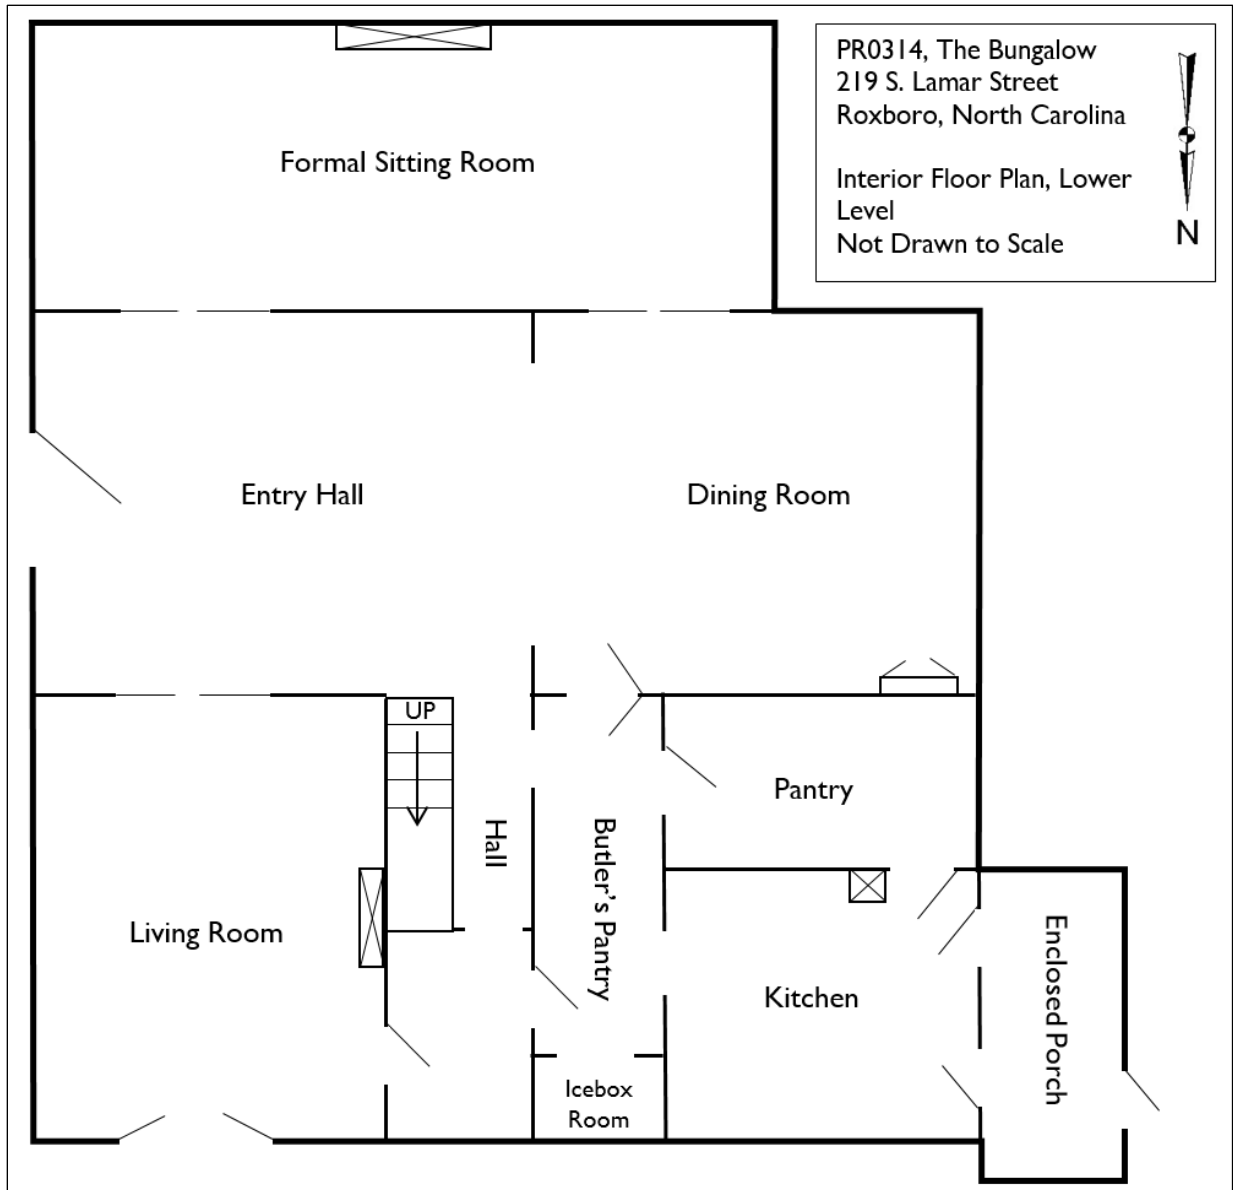 PR0314, The Bungalow
219 S. Lamar Street
Roxboro, North Carolina
Interior Floor Plan, Lower
Level
Not Drawn to Scale
N
Formal Sitting Room
Entry Hall
Dining Room
UP
Hall
Butler's Pantry
Pantry
Living Room
Kitchen
Enclosed Porch
Icebox
Room